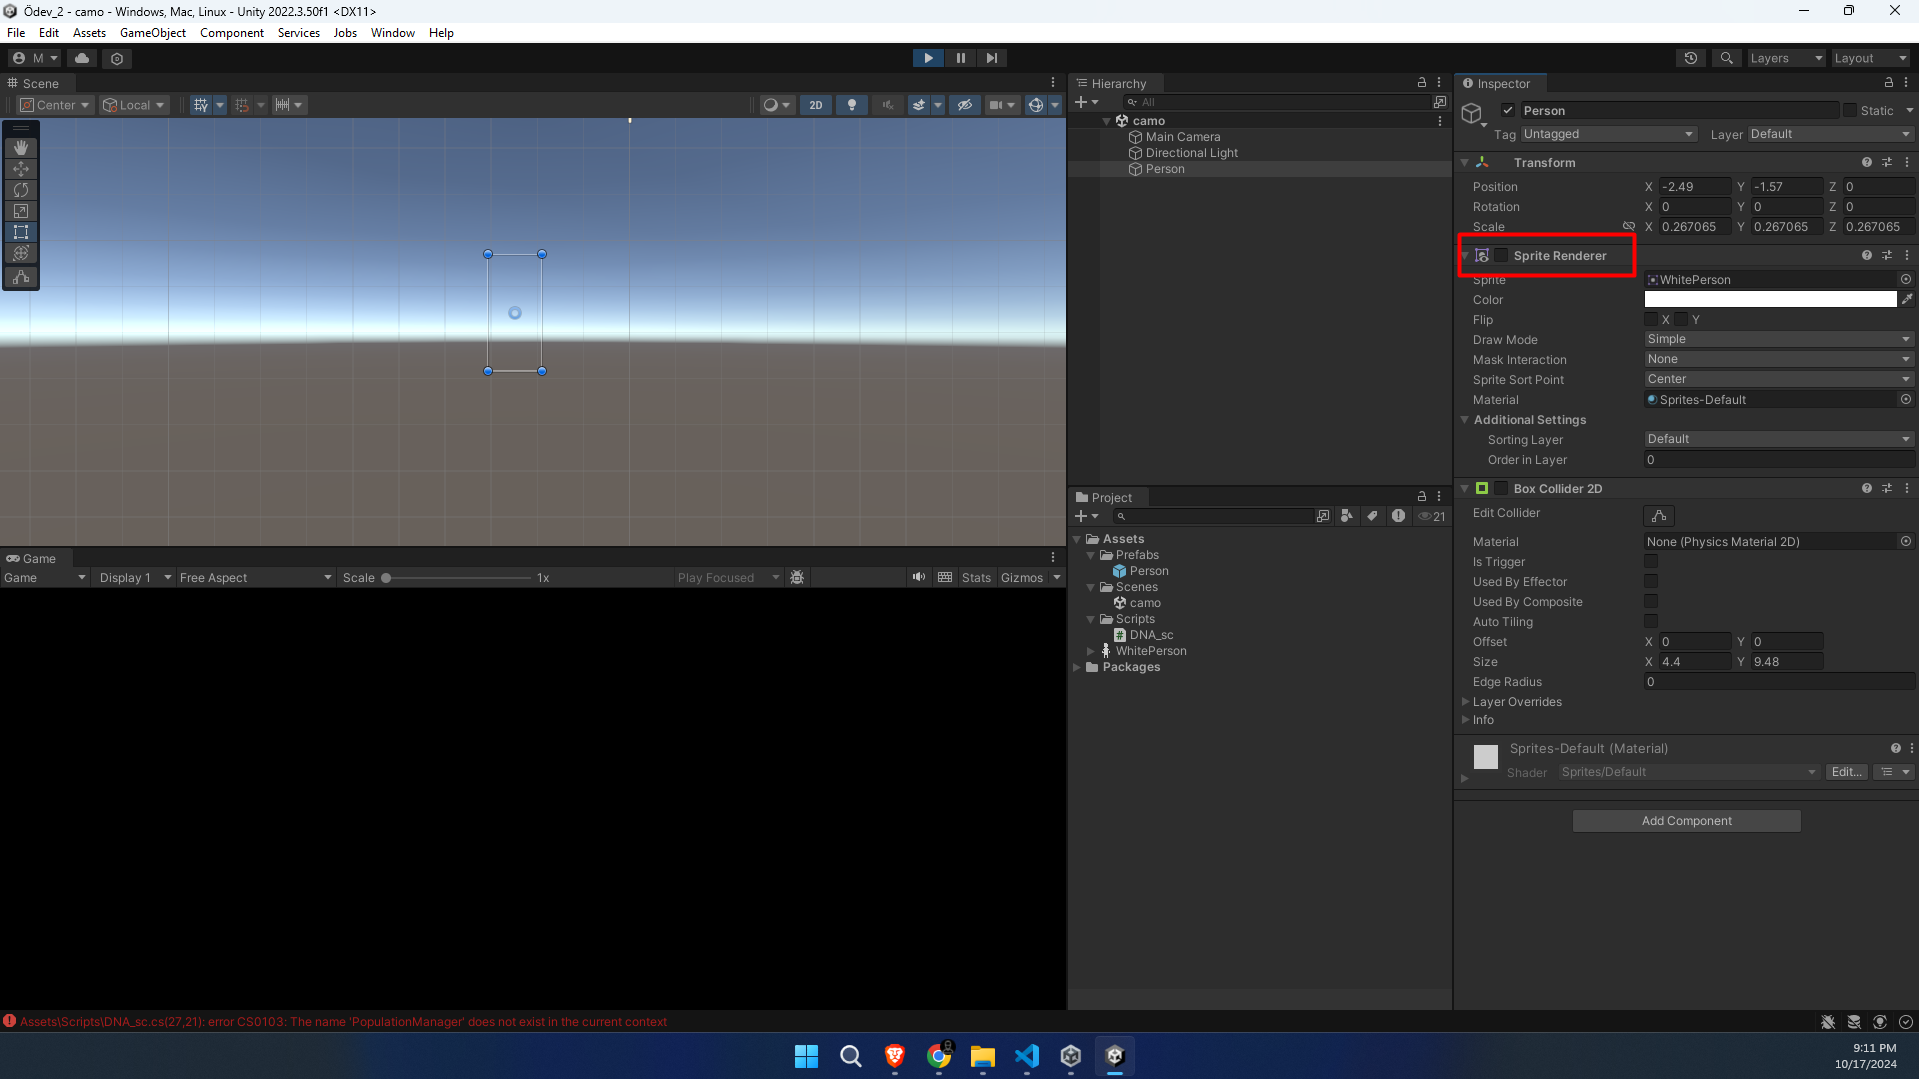 Ödev_2 - camo - Windows, Mac, Linux - Unity 2022.3.50f1 <DX11>
File Edit Assets GameObject Component Services Jobs Window Help
M
Layers Layout
Scene
Center Local
2D
Game
Game Display 1 Free Aspect Scale 1x Play Focused Stats Gizmos
Hierarchy
All
camo
Main Camera
Directional Light
Person
Project
21
Assets
Prefabs
Person
Scenes
camo
Scripts
DNA_sc
WhitePerson
Packages
Inspector
Person Static
Tag Untagged Layer Default
Transform
Position X -2.49 Y -1.57 Z 0
Rotation X 0 Y 0 Z 0
Scale X 0.267065 Y 0.267065 Z 0.267065
Sprite Renderer
Sprite WhitePerson
Color
Flip X Y
Draw Mode Simple
Mask Interaction None
Sprite Sort Point Center
Material Sprites-Default
Additional Settings
Sorting Layer Default
Order in Layer 0
Box Collider 2D
Edit Collider
Material None (Physics Material 2D)
Is Trigger
Used By Effector
Used By Composite
Auto Tiling
Offset X 0 Y 0
Size X 4.4 Y 9.48
Edge Radius 0
Layer Overrides
Info
Sprites-Default (Material)
Shader Sprites/Default Edit...
Add Component
Assets\Scripts\DNA_sc.cs(27,21): error CS0103: The name 'PopulationManager' does not exist in the current context
9:11 PM
10/17/2024